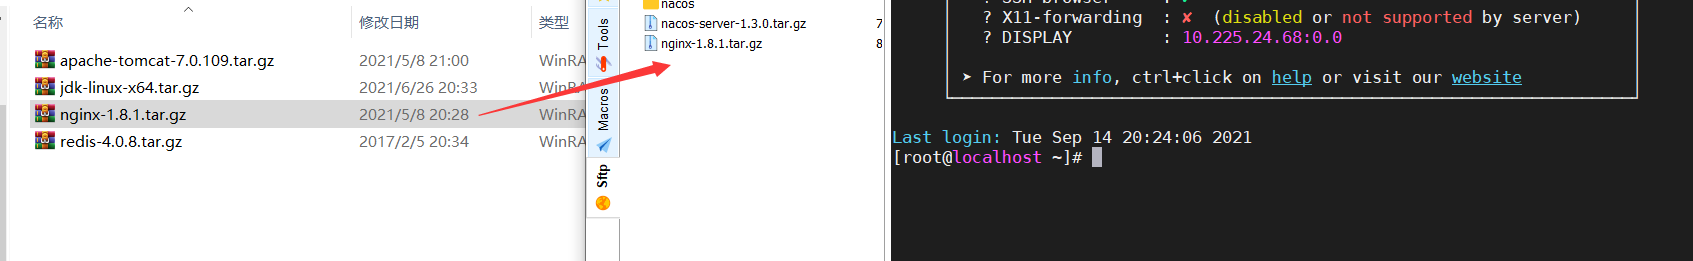 名称
修改日期
类型
apache-tomcat-7.0.109.tar.gz
2021/5/8 21:00
WinRA
jdk-linux-x64.tar.gz
2021/6/26 20:33
WinRA
nginx-1.8.1.tar.gz
2021/5/8 20:28
WinRA
redis-4.0.8.tar.gz
2017/2/5 20:34
WinRA
Tools
Macros
Sftp
nacos
nacos-server-1.3.0.tar.gz
7
nginx-1.8.1.tar.gz
8
? X11-forwarding : ✘ (disabled or not supported by server)
? DISPLAY : 10.225.24.68:0.0
➤ For more info, ctrl+click on help or visit our website
Last login: Tue Sep 14 20:24:06 2021
[root@localhost ~]#